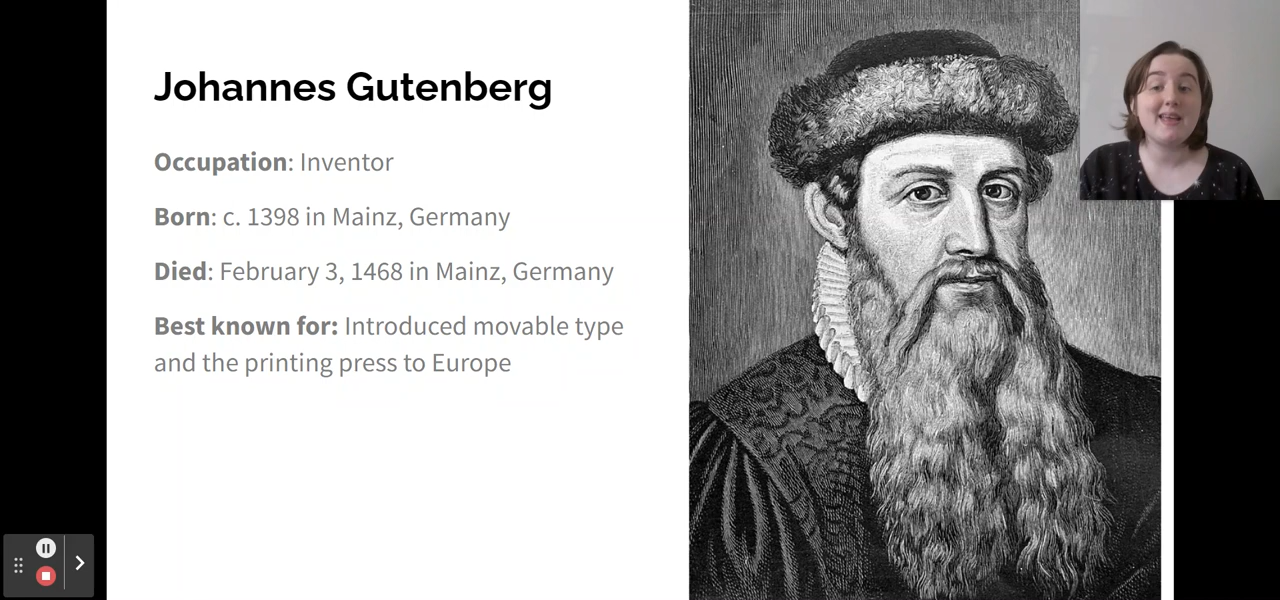 Johannes Gutenberg
Occupation: Inventor
Born: c. 1398 in Mainz, Germany
Died: February 3, 1468 in Mainz, Germany
Best known for: Introduced movable type
and the printing press to Europe